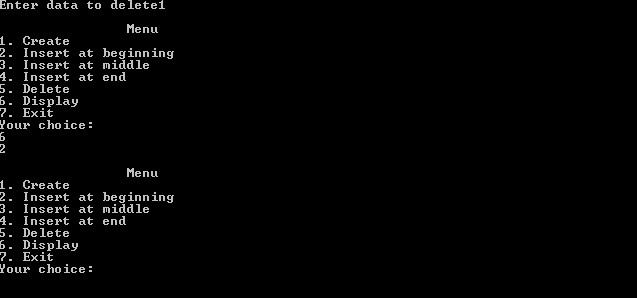 Enter data to delete1
Menu
1. Create
2. Insert at beginning
3. Insert at middle
4. Insert at end
5. Delete
6. Display
7. Exit
Your choice:
6
2
Menu
1. Create
2. Insert at beginning
3. Insert at middle
4. Insert at end
5. Delete
6. Display
7. Exit
Your choice: